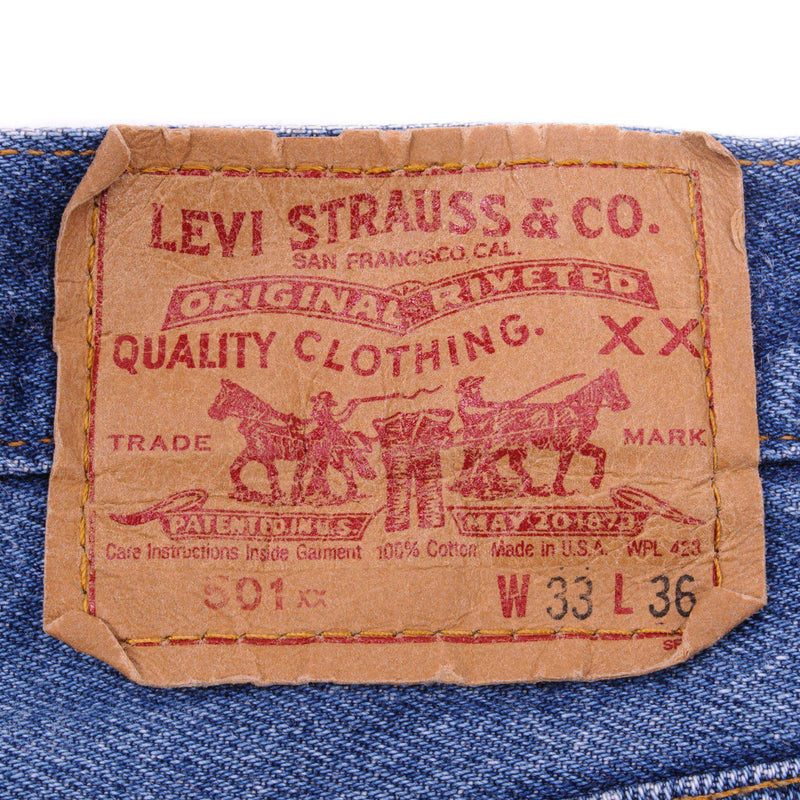 LEVI STRAUSS & CO.
SAN FRANCISCO, CAL.
ORIGINAL RIVETED
QUALITY CLOTHING. XX
TRADE MARK
PATENTED IN U.S. MAY 20 1873
Care Instructions Inside Garment 100% Cotton Made in U.S.A. WPL 423
501 XX W 33 L 36